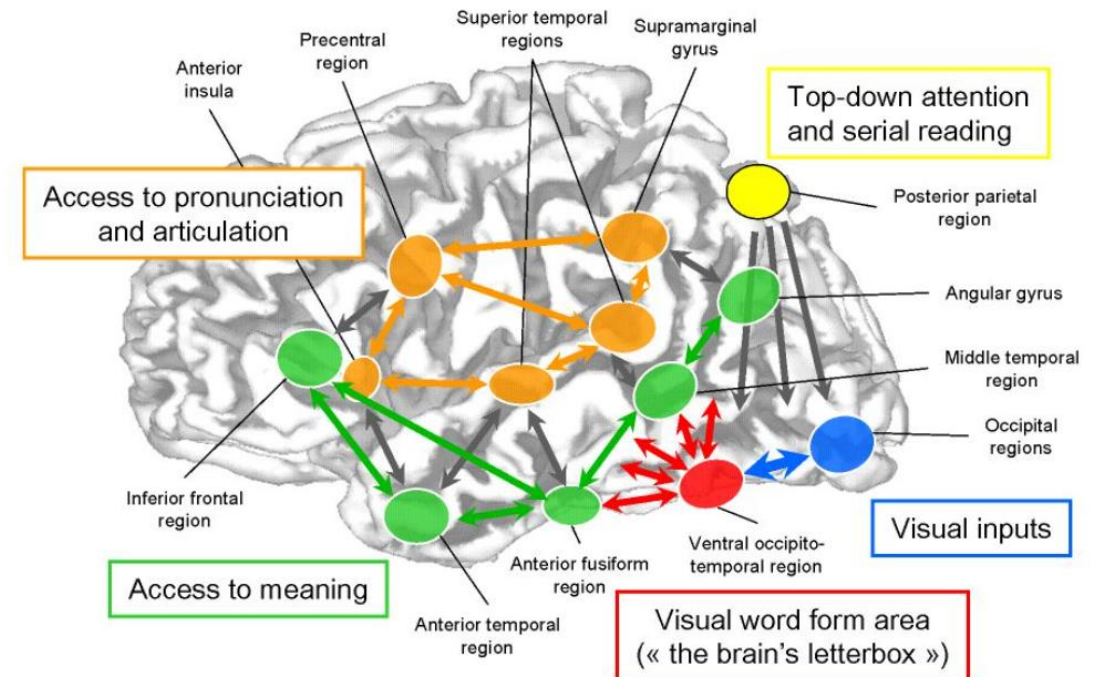 Superior temporal
regions
Supramarginal
gyrus
Precentral
region
Anterior
insula
Top-down attention
and serial reading
Access to pronunciation
and articulation
Posterior parietal
region
Angular gyrus
Middle temporal
region
Occipital
regions
Inferior frontal
region
Visual inputs
Ventral occipito-
temporal region
Anterior fusiform
region
Access to meaning
Anterior temporal
region
Visual word form area
(« the brain's letterbox »)